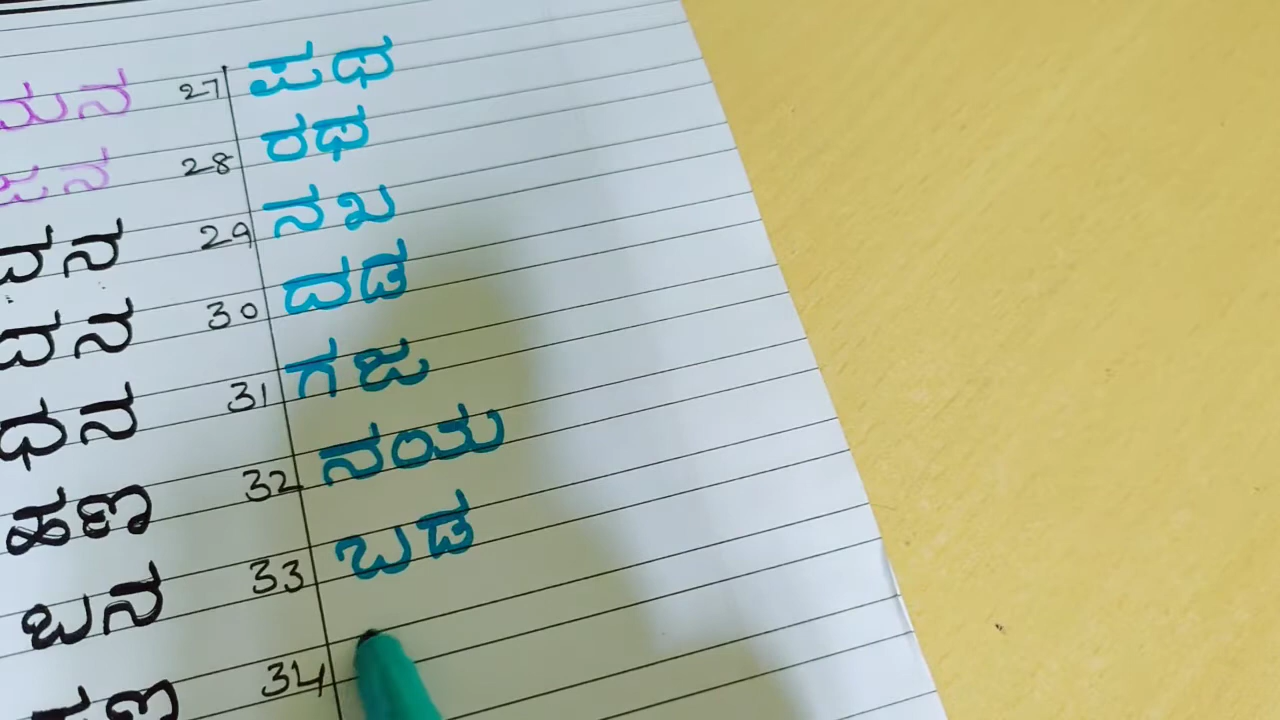 ಮನ 27 ಪಥ
ಜನ 28 ರಥ
ವನ 29 ನಖ
ದನ 30 ದಡ
ಧನ 31 ಗಜ
ಹಣ 32 ನಯ
ಬನ 33 ಬಡ
34